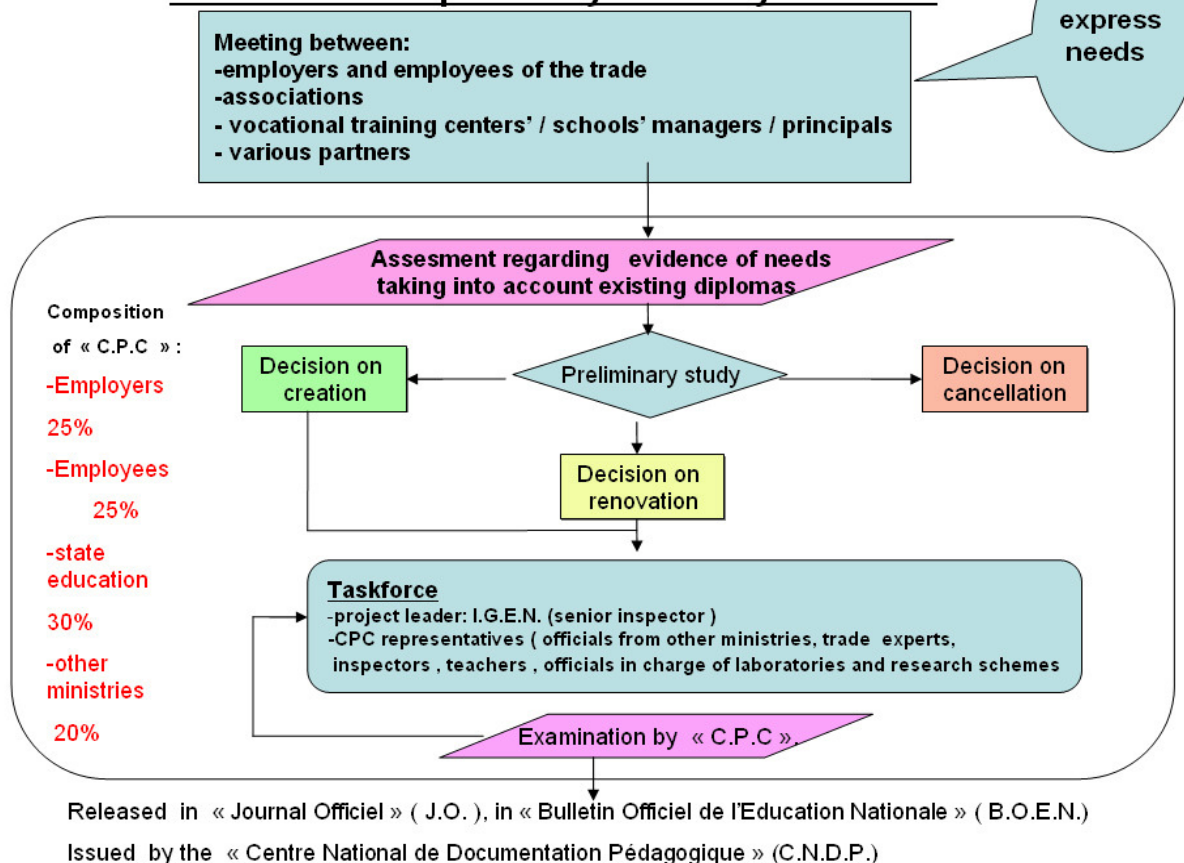 express
needs
Meeting between:
-employers and employees of the trade
-associations
- vocational training centers' / schools' managers / principals
- various partners
Assesment regarding evidence of needs
taking into account existing diplomas
Composition
of « C.P.C » :
-Employers
25%
-Employees
25%
-state
education
30%
-other
ministries
20%
Decision on
creation
Preliminary study
Decision on
cancellation
Decision on
renovation
Taskforce
-project leader: I.G.E.N. (senior inspector )
-CPC representatives ( officials from other ministries, trade experts,
inspectors , teachers , officials in charge of laboratories and research schemes
Examination by « C.P.C ».
Released in « Journal Officiel » ( J.O. ), in « Bulletin Officiel de l'Education Nationale » ( B.O.E.N.)
Issued by the « Centre National de Documentation Pédagogique » (C.N.D.P.)